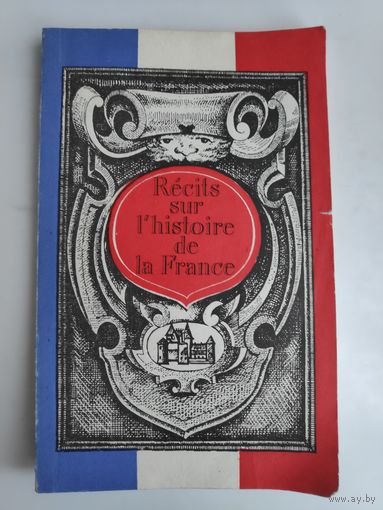 Récits
sur
l'histoire
de
la France
www.ay.by